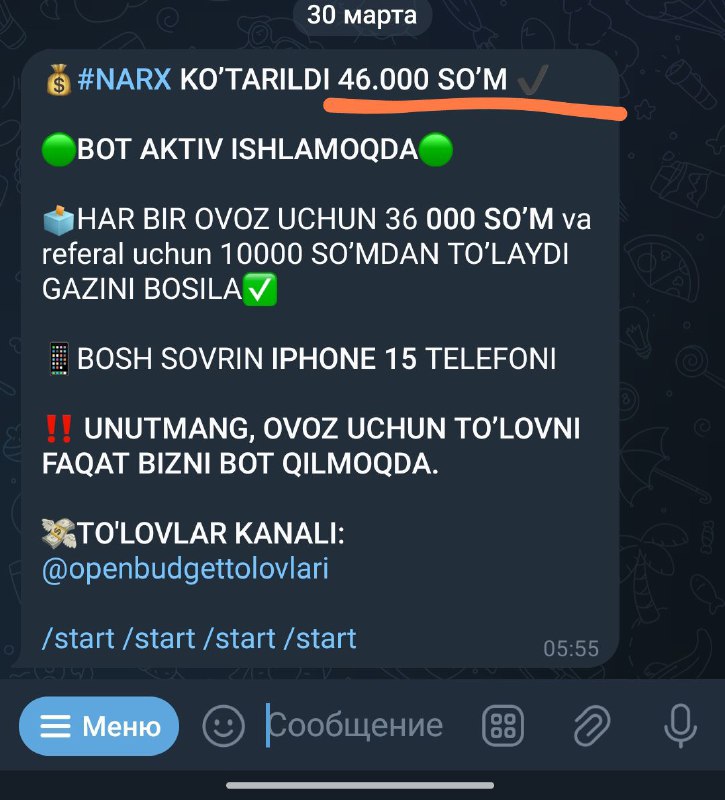 30 марта
💰#NARX KO’TARILDI 46.000 SO’M ✔️
🟢BOT AKTIV ISHLAMOQDA🟢
🗳HAR BIR OVOZ UCHUN 36 000 SO’M va
referal uchun 10000 SO’MDAN TO’LAYDI
GAZINI BOSILA✅
📱BOSH SOVRIN IPHONE 15 TELEFONI
‼️ UNUTMANG, OVOZ UCHUN TO’LOVNI
FAQAT BIZNI BOT QILMOQDA.
💸TO'LOVLAR KANALI:
@openbudgettolovlari
/start /start /start /start
05:55
Меню
Сообщение